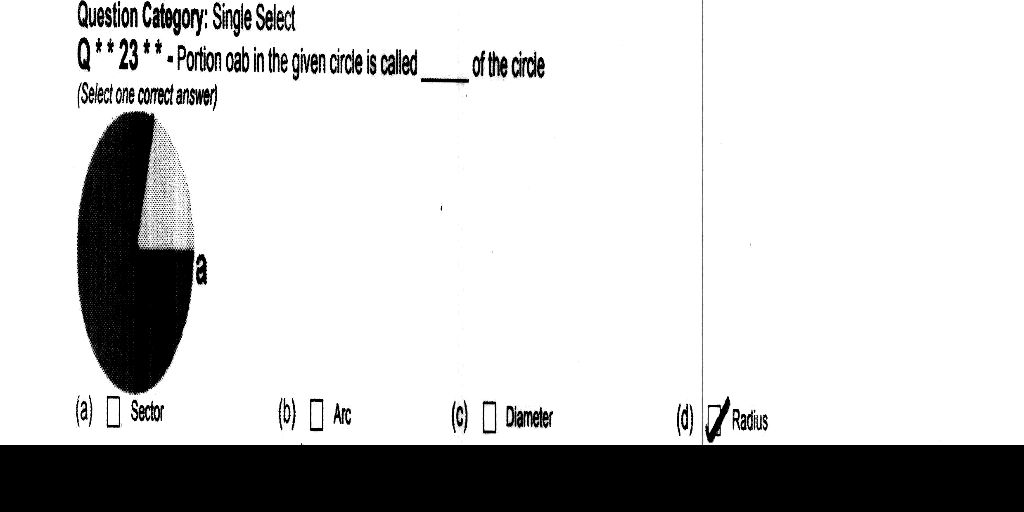 Question Category: Single Select
Q * * 23 * * - Portion oab in the given circle is called _____ of the circle
(Select one correct answer)
a
(a) Sector (b) Arc (c) Diameter (d) Radius